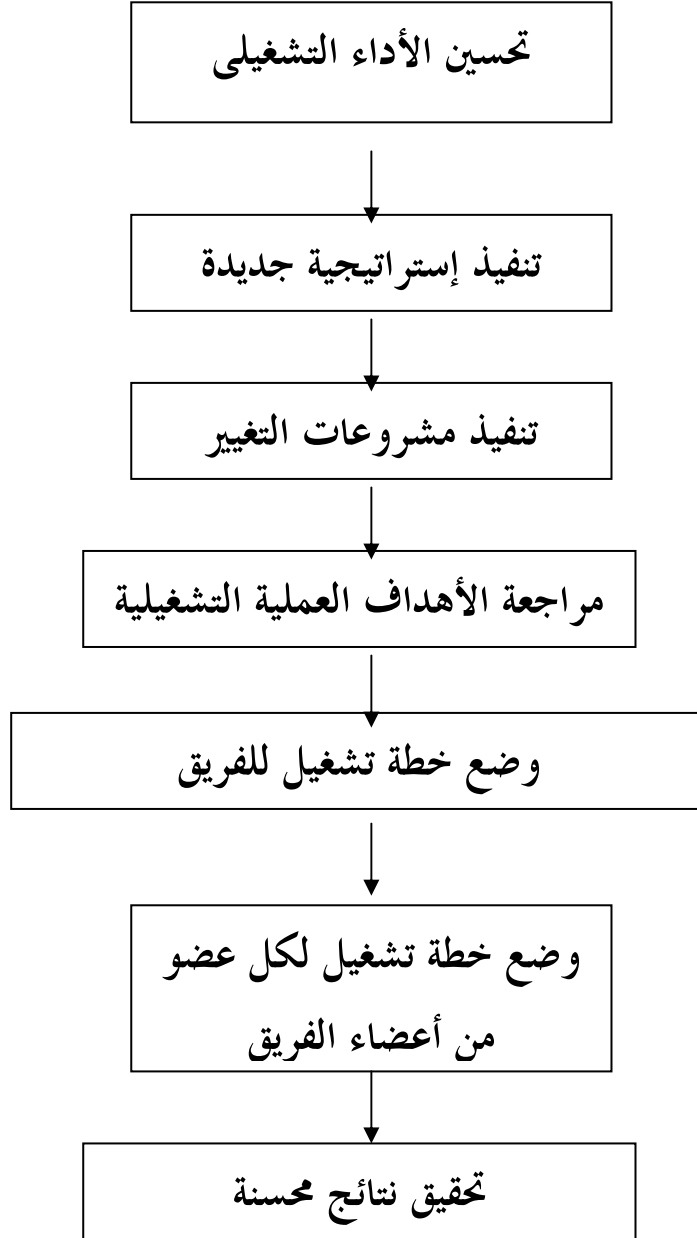 تحسين الأداء التشغيلى
تنفيذ إستراتيجية جديدة
تنفيذ مشروعات التغيير
مراجعة الأهداف العملية التشغيلية
وضع خطة تشغيل للفريق
وضع خطة تشغيل لكل عضو
من أعضاء الفريق
تحقيق نتائج محسنة